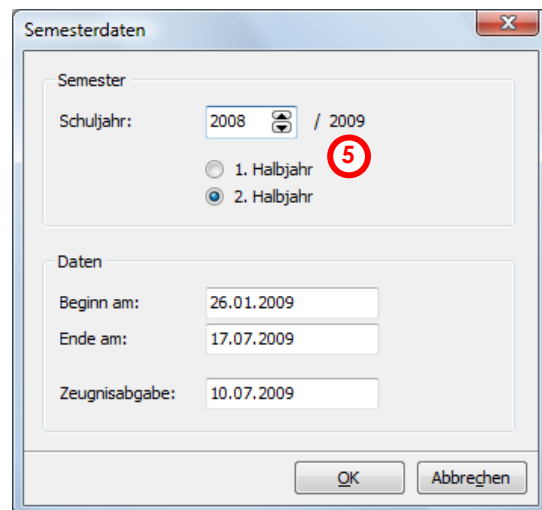 Semesterdaten
Semester
Schuljahr: 2008 / 2009
5
1. Halbjahr
2. Halbjahr
Daten
Beginn am: 26.01.2009
Ende am: 17.07.2009
Zeugnisabgabe: 10.07.2009
OK Abbrechen